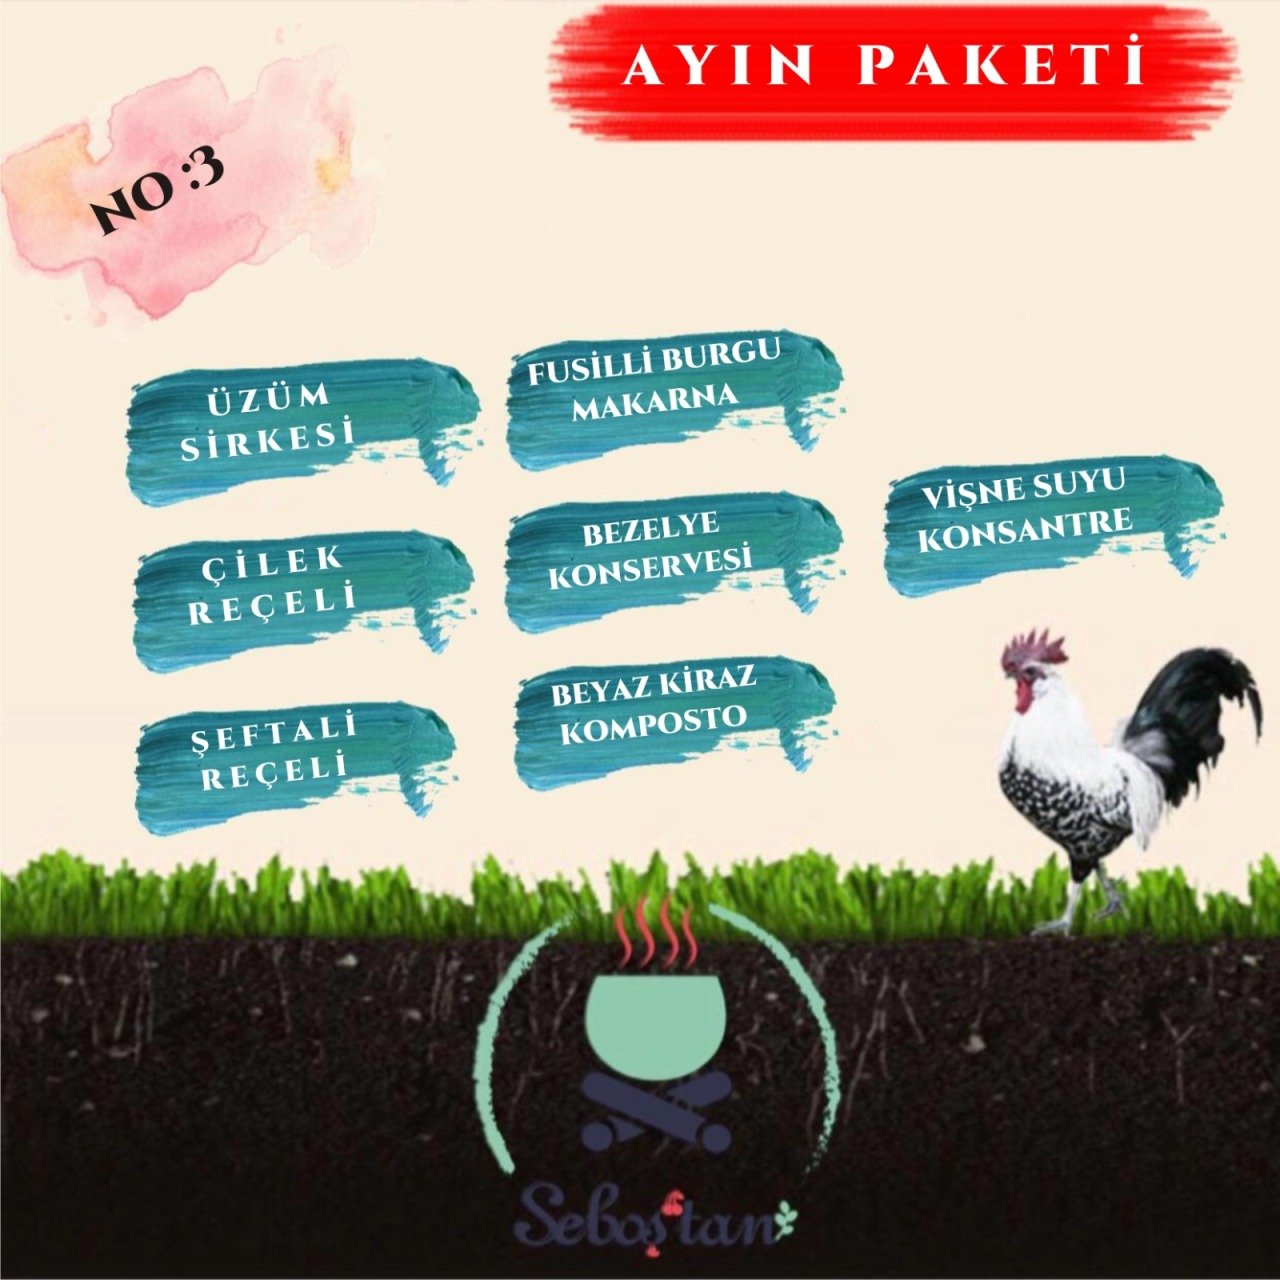 AYIN PAKETİ
NO :3
ÜZÜM
SİRKESİ
ÇİLEK
REÇELİ
ŞEFTALİ
REÇELİ
FUSİLLİ BURGU
MAKARNA
BEZELYE
KONSERVESİ
BEYAZ KİRAZ
KOMPOSTO
VİŞNE SUYU
KONSANTRE
Seboştan